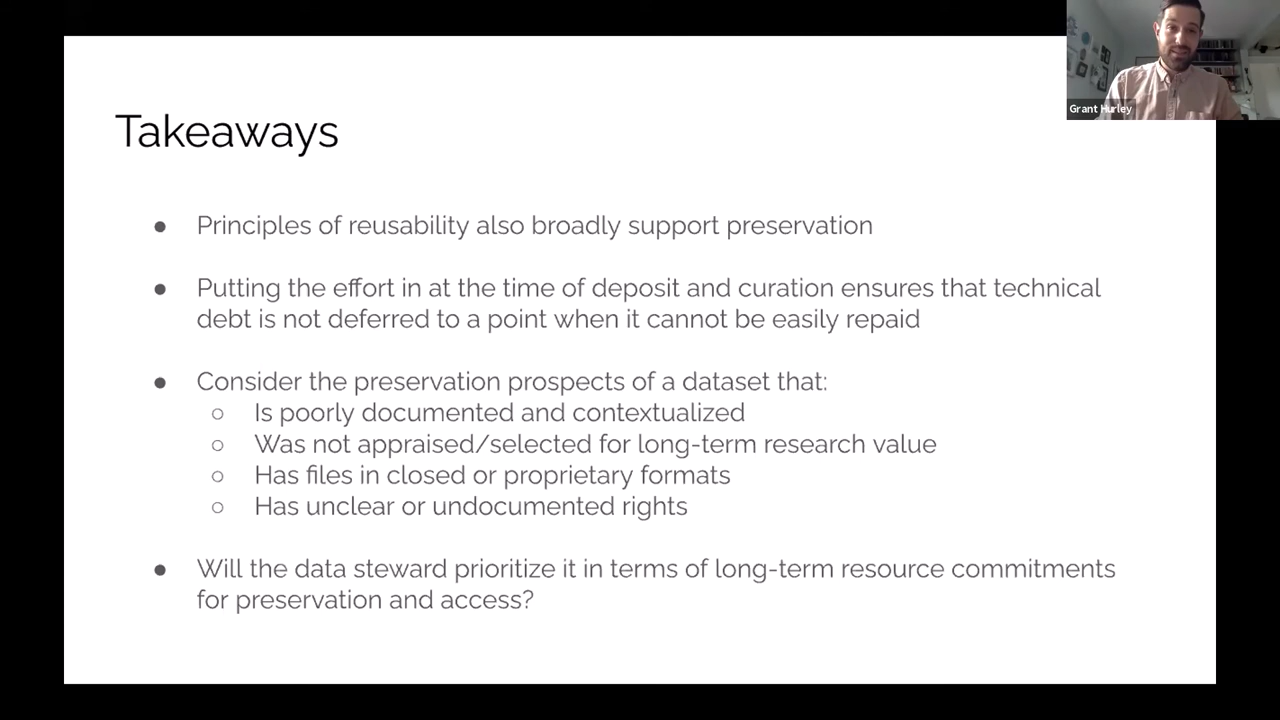 Grant Hurley
Takeaways
● Principles of reusability also broadly support preservation
● Putting the effort in at the time of deposit and curation ensures that technical
debt is not deferred to a point when it cannot be easily repaid
● Consider the preservation prospects of a dataset that:
○ Is poorly documented and contextualized
○ Was not appraised/selected for long-term research value
○ Has files in closed or proprietary formats
○ Has unclear or undocumented rights
● Will the data steward prioritize it in terms of long-term resource commitments
for preservation and access?